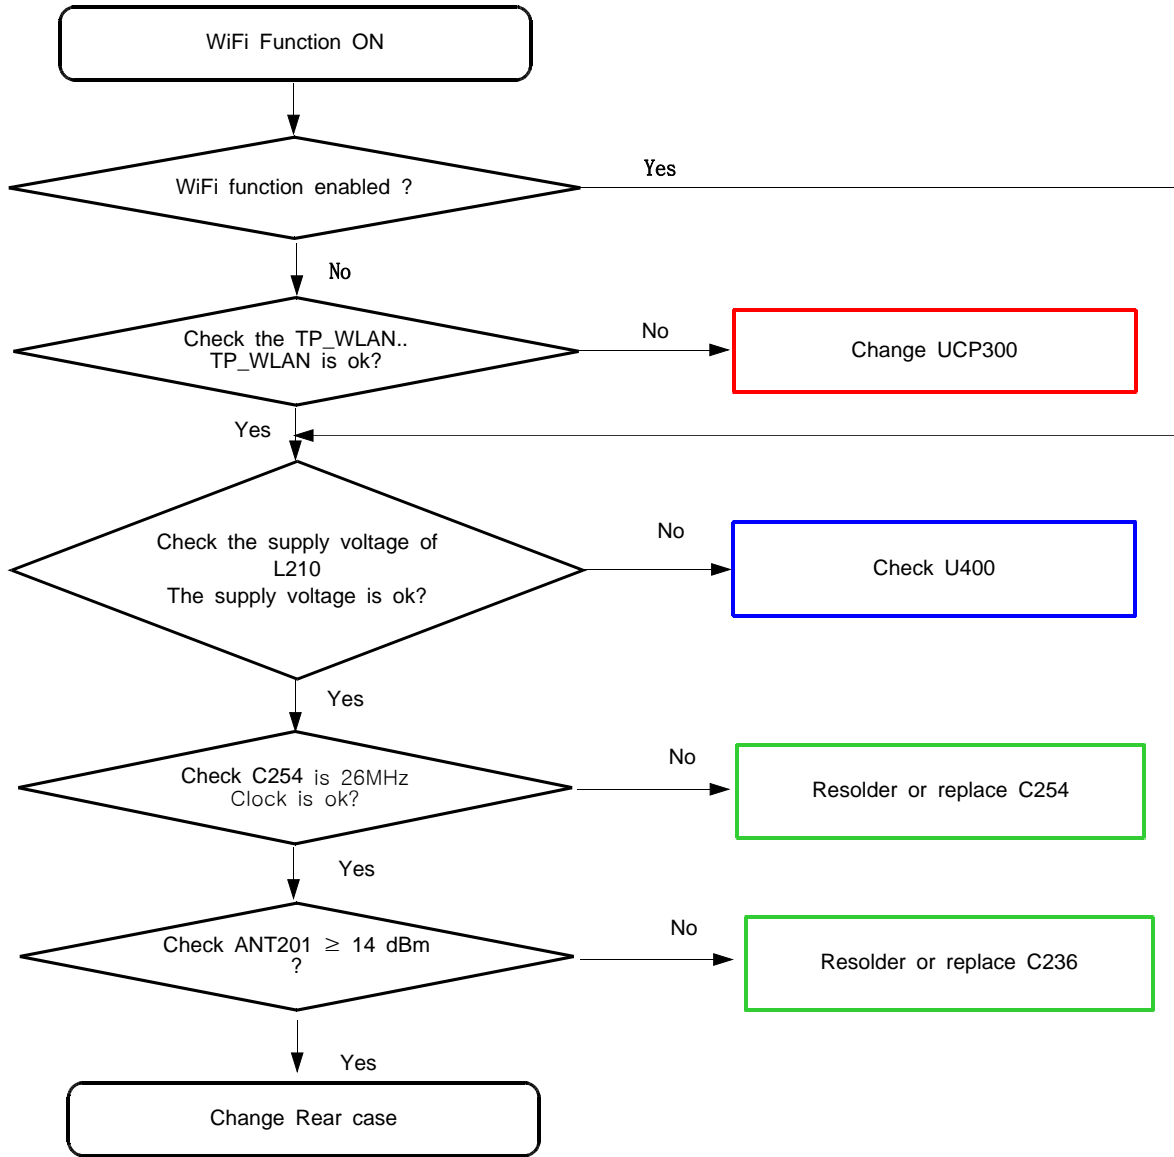 WiFi Function ON
WiFi function enabled ?
Yes
No
Check the TP_WLAN..
TP_WLAN is ok?
No
Change UCP300
Yes
Check the supply voltage of
L210
The supply voltage is ok?
No
Check U400
Yes
Check C254 is 26MHz
Clock is ok?
No
Resolder or replace C254
Yes
Check ANT201 ≥ 14 dBm
?
No
Resolder or replace C236
Yes
Change Rear case